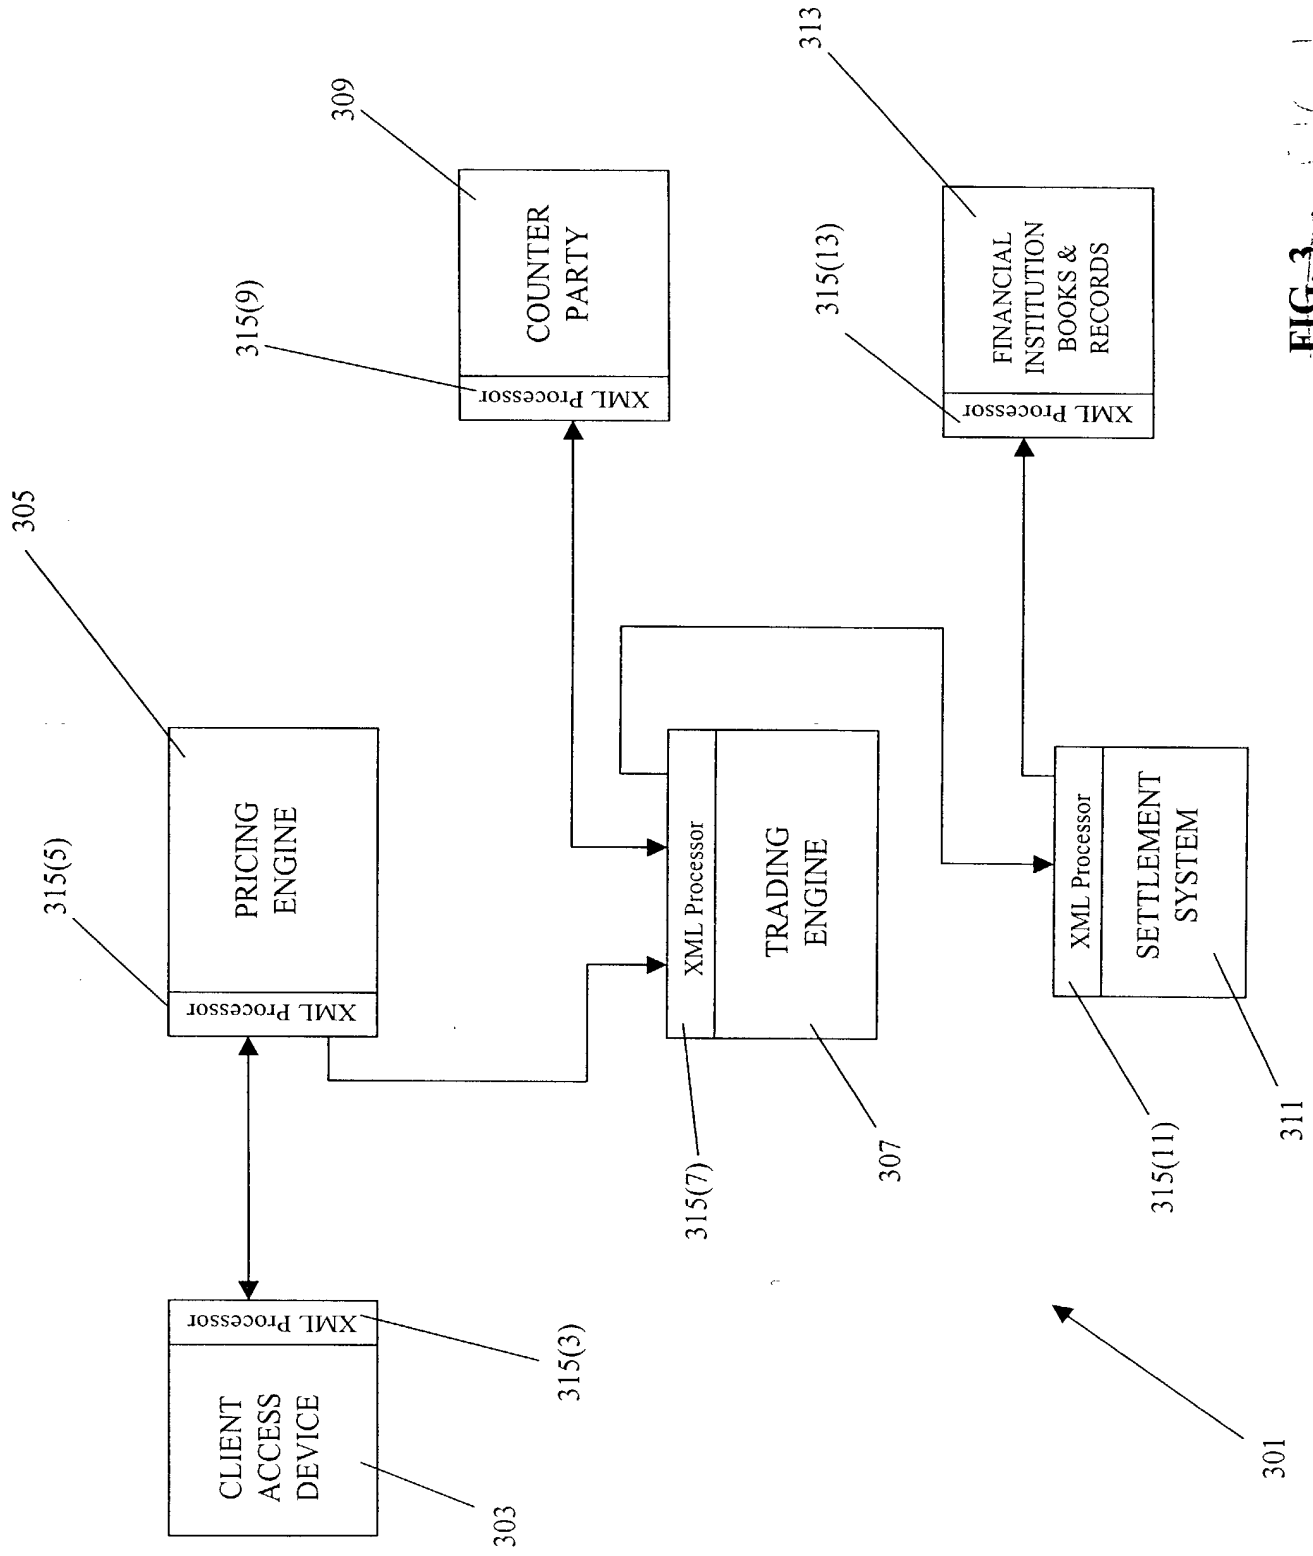 315(5)
305
PRICING
ENGINE
XML Processor
CLIENT
ACCESS
DEVICE
XML Processor
303
315(3)
309
315(9)
COUNTER
PARTY
XML Processor
XML Processor
TRADING
ENGINE
315(7)
307
313
315(13)
FINANCIAL
INSTITUTION
BOOKS &
RECORDS
XML Processor
XML Processor
SETTLEMENT
SYSTEM
315(11)
311
301
FIG. 3